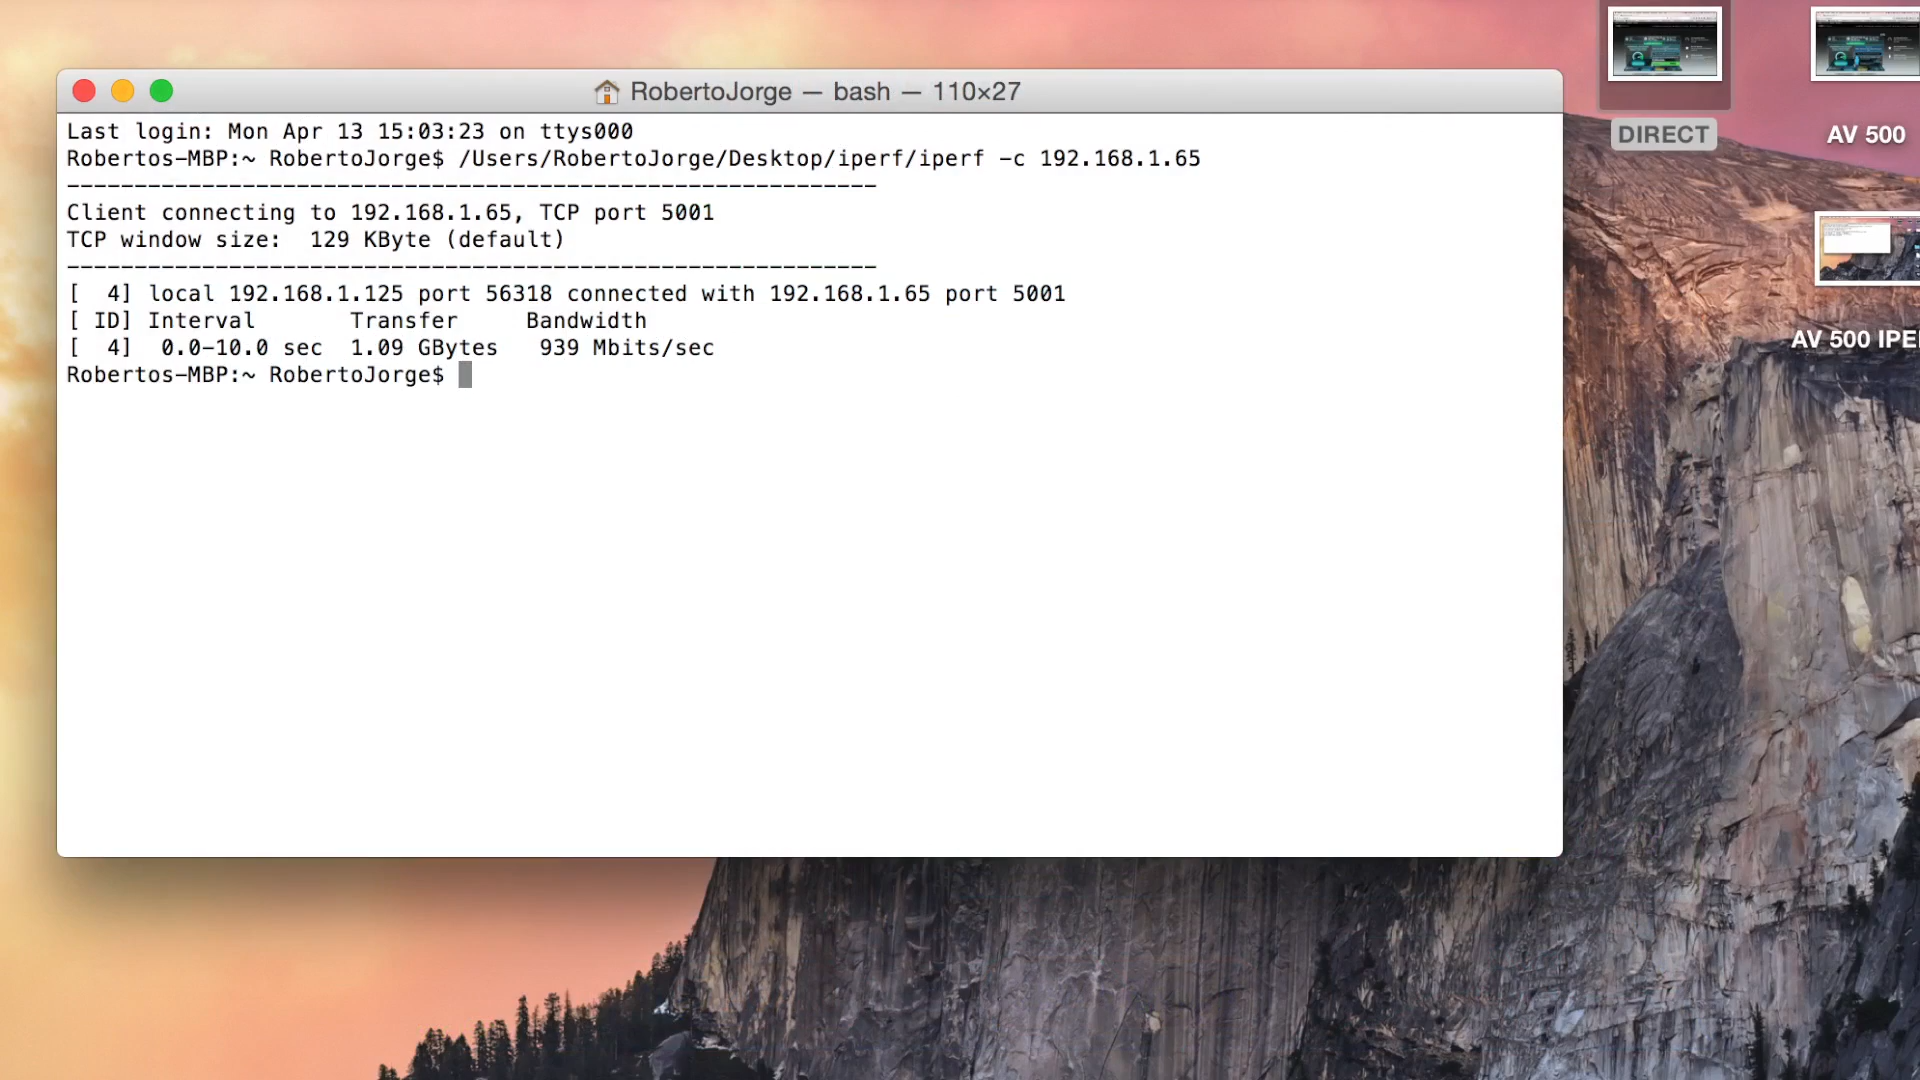 RobertoJorge — bash — 110×27
Last login: Mon Apr 13 15:03:23 on ttys000
Robertos-MBP:~ RobertoJorge$ /Users/RobertoJorge/Desktop/iperf/iperf -c 192.168.1.65
------------------------------------------------------------
Client connecting to 192.168.1.65, TCP port 5001
TCP window size:  129 KByte (default)
------------------------------------------------------------
[  4] local 192.168.1.125 port 56318 connected with 192.168.1.65 port 5001
[ ID] Interval       Transfer     Bandwidth
[  4]  0.0-10.0 sec  1.09 GBytes   939 Mbits/sec
Robertos-MBP:~ RobertoJorge$
DIRECT
AV 500
AV 500